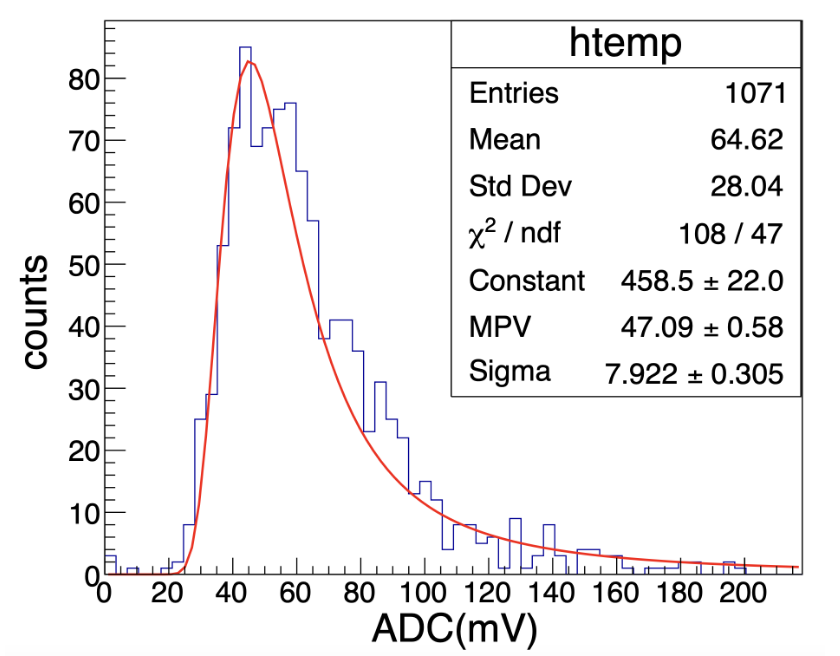 htemp
Entries 1071
Mean 64.62
Std Dev 28.04
χ² / ndf 108 / 47
Constant 458.5 ± 22.0
MPV 47.09 ± 0.58
Sigma 7.922 ± 0.305
counts
80
70
60
50
40
30
20
10
0
0 20 40 60 80 100 120 140 160 180 200
ADC(mV)